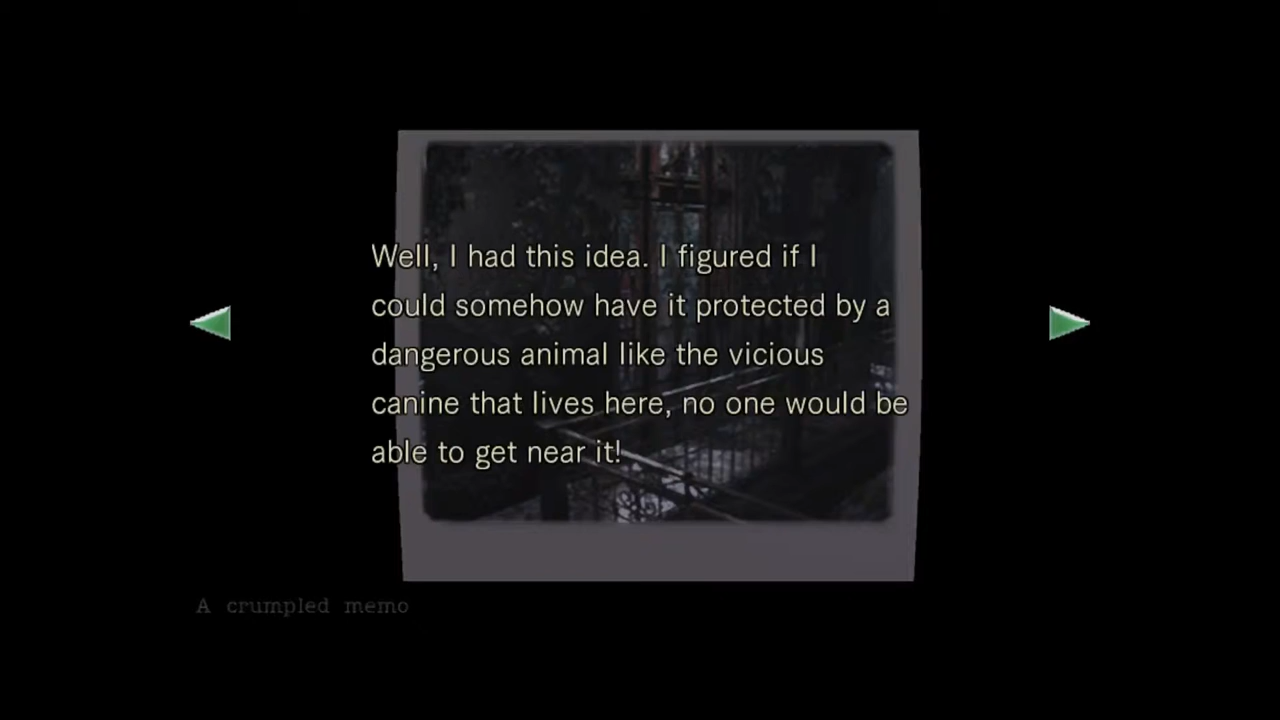 Well, I had this idea. I figured if I
could somehow have it protected by a
dangerous animal like the vicious
canine that lives here, no one would be
able to get near it!
A crumpled memo